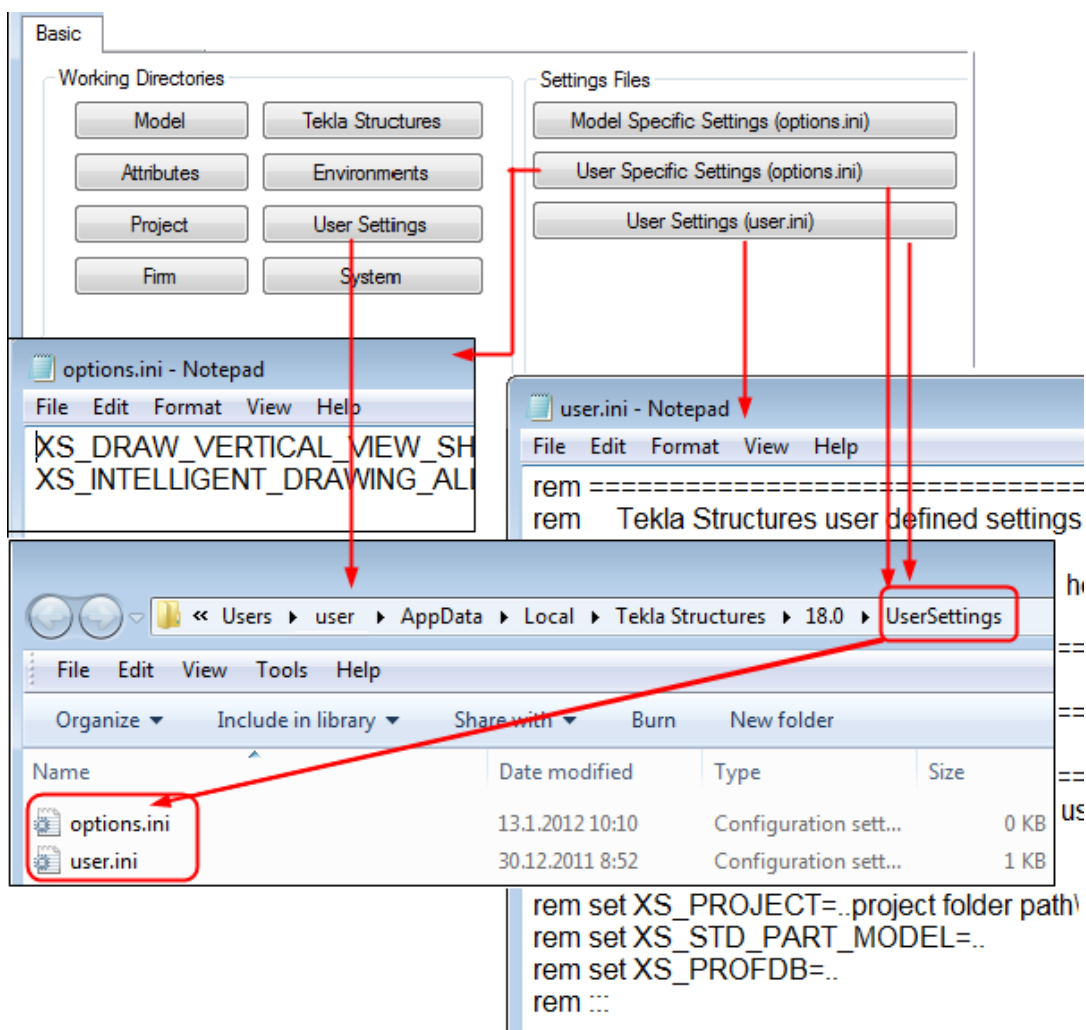 Basic
Working Directories
Model
Tekla Structures
Attributes
Environments
Project
User Settings
Firm
System
Settings Files
Model Specific Settings (options.ini)
User Specific Settings (options.ini)
User Settings (user.ini)
options.ini - Notepad
File Edit Format View Help
XS_DRAW_VERTICAL_VIEW_SH
XS_INTELLIGENT_DRAWING_ALI
user.ini - Notepad
File Edit Format View Help
rem ===============================
rem Tekla Structures user defined settings
he
==
==
==
us
« Users ▸ user ▸ AppData ▸ Local ▸ Tekla Structures ▸ 18.0 ▸ UserSettings
File Edit View Tools Help
Organize ▾ Include in library ▾ Share with ▾ Burn New folder
Name Date modified Type Size
options.ini 13.1.2012 10:10 Configuration sett... 0 KB
user.ini 30.12.2011 8:52 Configuration sett... 1 KB
rem set XS_PROJECT=..project folder path\
rem set XS_STD_PART_MODEL=..
rem set XS_PROFDB=..
rem :::